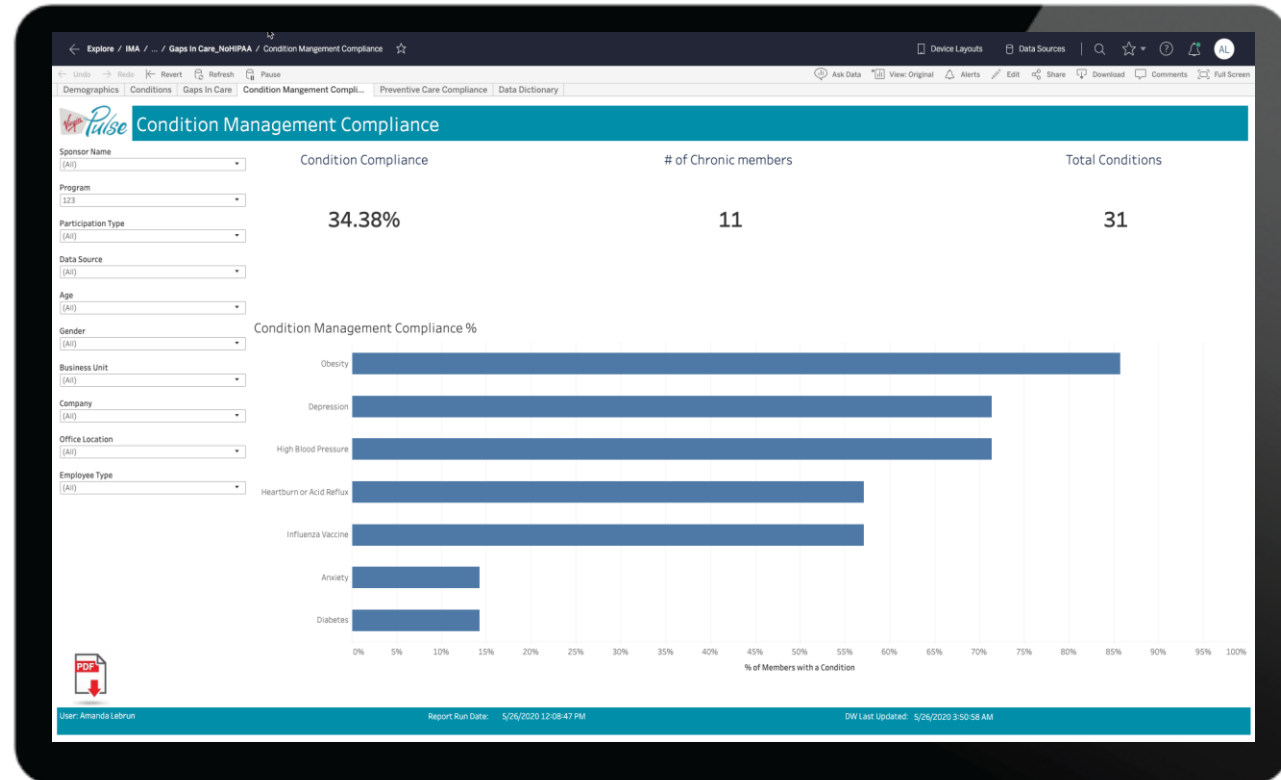 Explore / IMA / ... / Gaps In Care_NoHIPAA / Condition Mangement Compliance
Device Layouts Data Sources AL
Undo Redo Revert Refresh Pause
Ask Data View: Original Alerts Edit Share Download Comments Full Screen
Demographics Conditions Gaps In Care Condition Mangement Compli... Preventive Care Compliance Data Dictionary
Virgin Pulse Condition Management Compliance
Sponsor Name
(All)
Program
123
Participation Type
(All)
Data Source
(All)
Age
(All)
Gender
(All)
Business Unit
(All)
Company
(All)
Office Location
(All)
Employee Type
(All)
Condition Compliance
34.38%
# of Chronic members
11
Total Conditions
31
Condition Management Compliance %
Obesity
Depression
High Blood Pressure
Heartburn or Acid Reflux
Influenza Vaccine
Anxiety
Diabetes
0% 5% 10% 15% 20% 25% 30% 35% 40% 45% 50% 55% 60% 65% 70% 75% 80% 85% 90% 95% 100%
% of Members with a Condition
PDF
User: Amanda Lebrun Report Run Date: 5/26/2020 12:08:47 PM DW Last Updated: 5/26/2020 3:50:58 AM